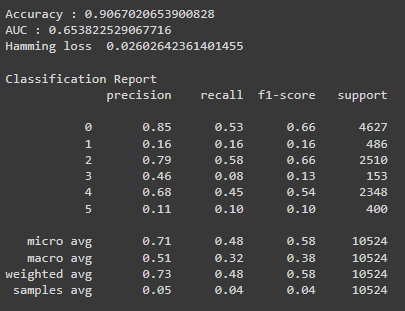 Accuracy : 0.9067020653900828
AUC : 0.653822529067716
Hamming loss 0.02602642361401455
Classification Report
precision recall f1-score support
0 0.85 0.53 0.66 4627
1 0.16 0.16 0.16 486
2 0.79 0.58 0.66 2510
3 0.46 0.08 0.13 153
4 0.68 0.45 0.54 2348
5 0.11 0.10 0.10 400
micro avg 0.71 0.48 0.58 10524
macro avg 0.51 0.32 0.38 10524
weighted avg 0.73 0.48 0.58 10524
samples avg 0.05 0.04 0.04 10524